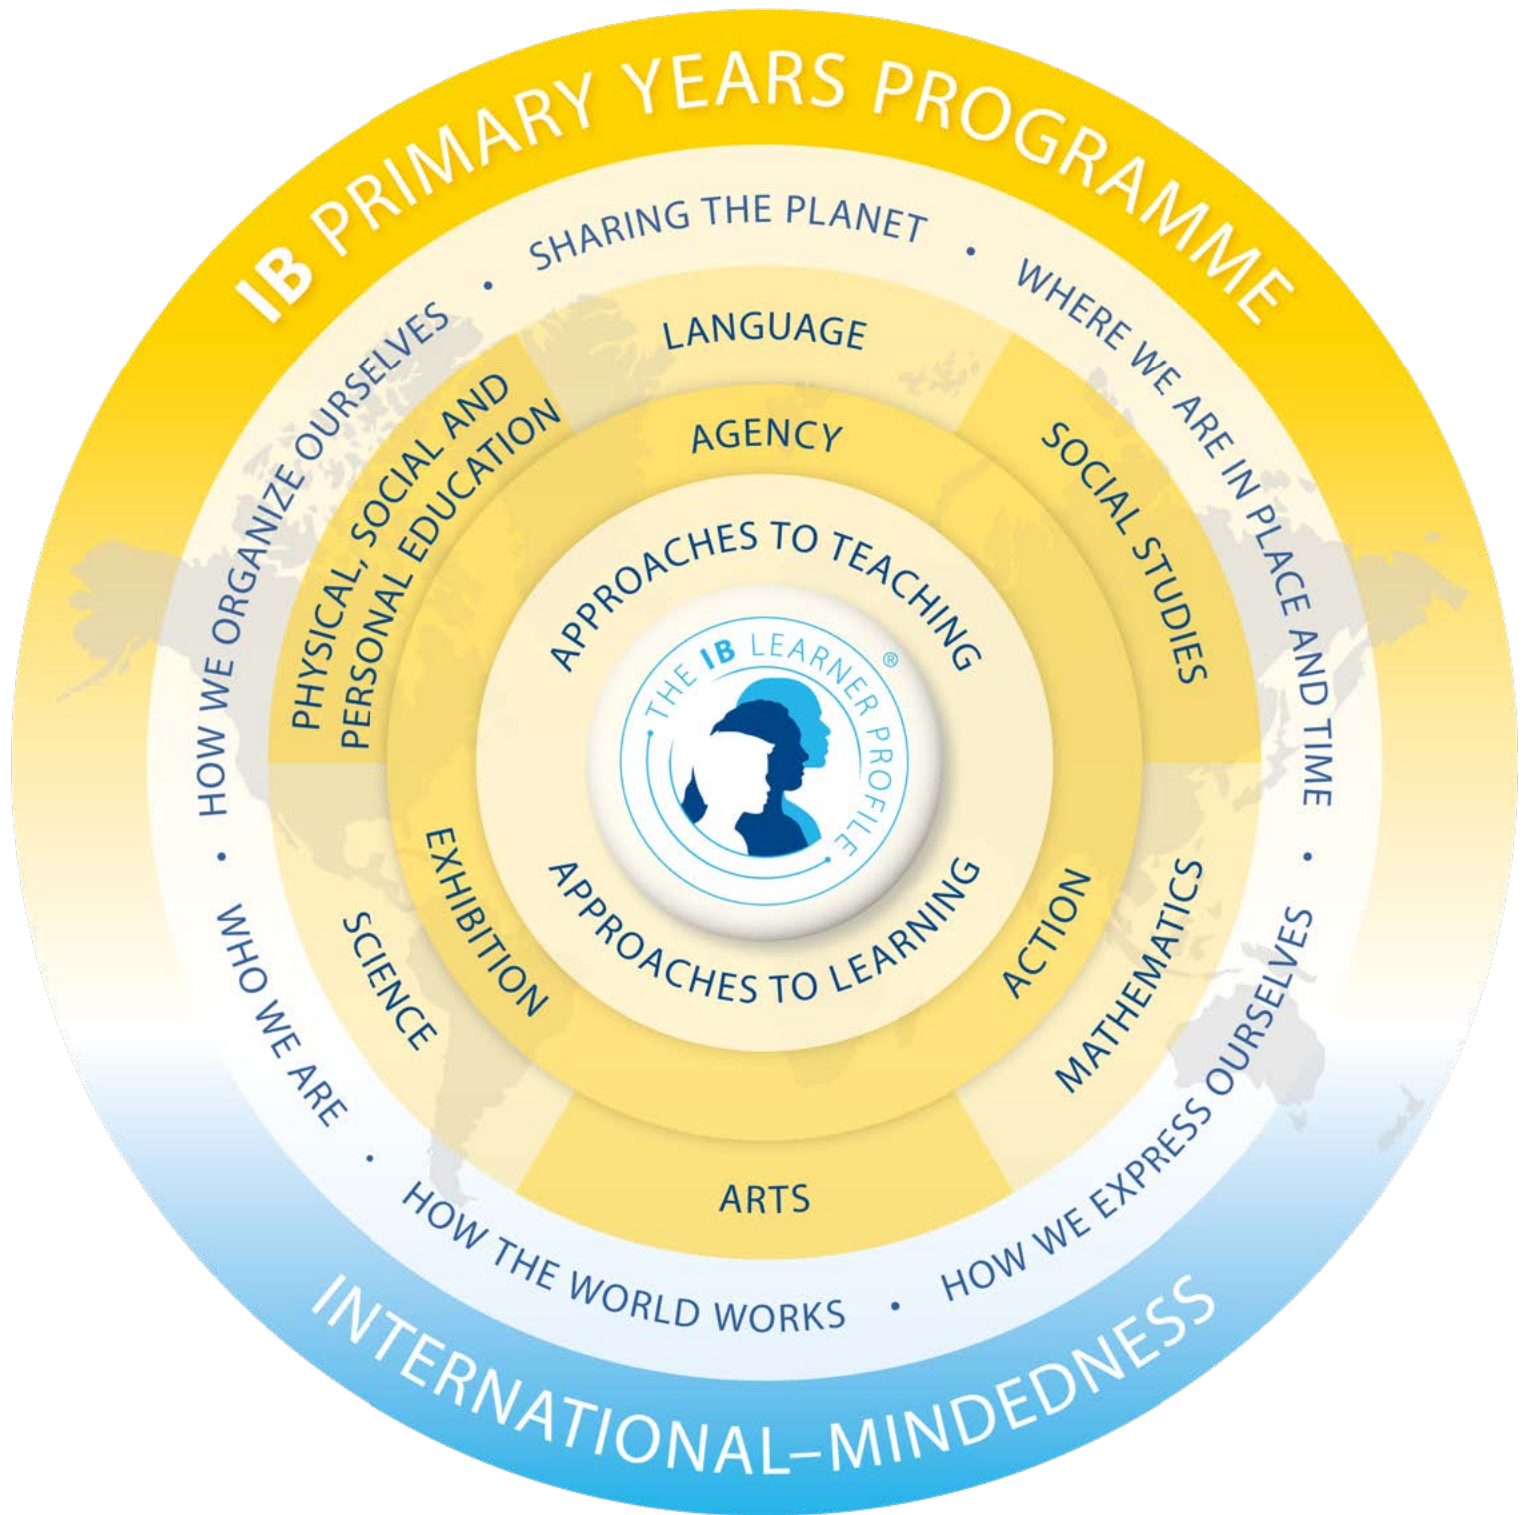 IB PRIMARY YEARS PROGRAMME
SHARING THE PLANET
•
WHERE WE ARE IN PLACE AND TIME
•
HOW WE EXPRESS OURSELVES
•
HOW THE WORLD WORKS
•
WHO WE ARE
•
HOW WE ORGANIZE OURSELVES
•
LANGUAGE
SOCIAL STUDIES
MATHEMATICS
ARTS
SCIENCE
PHYSICAL, SOCIAL AND
PERSONAL EDUCATION
AGENCY
ACTION
EXHIBITION
APPROACHES TO TEACHING
THE IB LEARNER PROFILE
®
APPROACHES TO LEARNING
INTERNATIONAL–MINDEDNESS